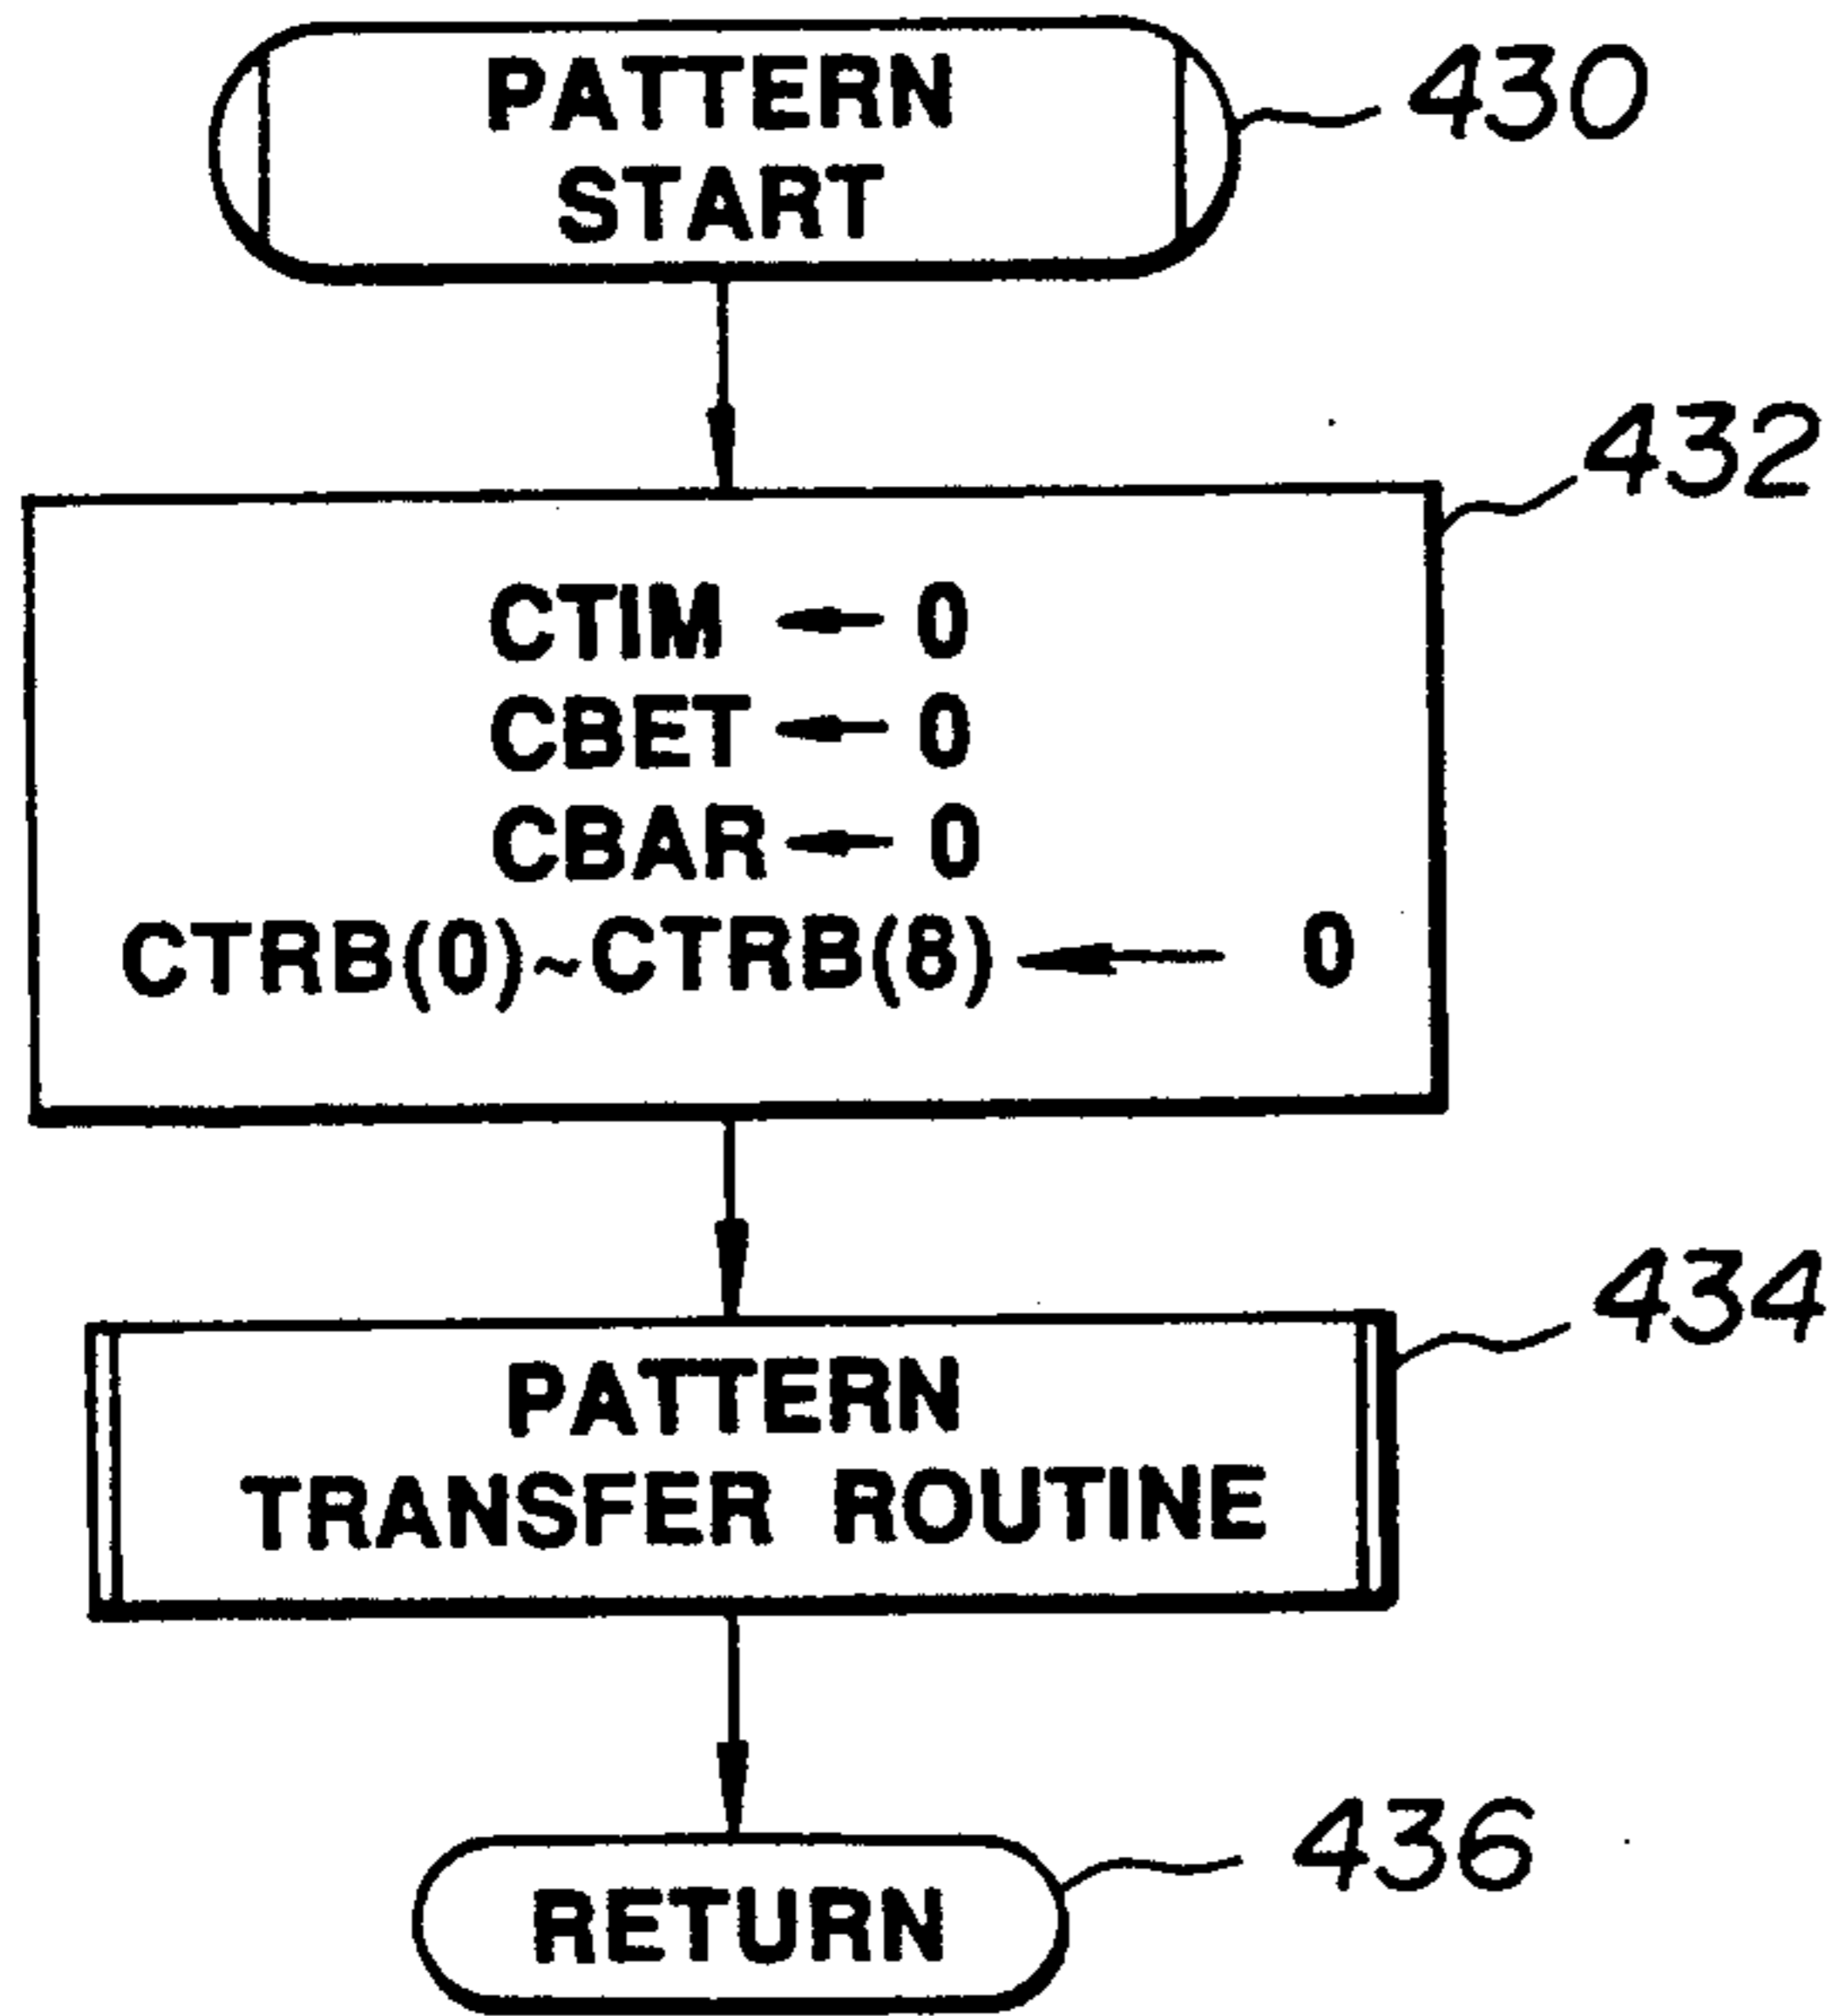 PATTERN
START
430
432
CTIM ← 0
CBET ← 0
CBAR ← 0
CTRB(0)~CTRB(8) ← 0
434
PATTERN
TRANSFER ROUTINE
436
RETURN